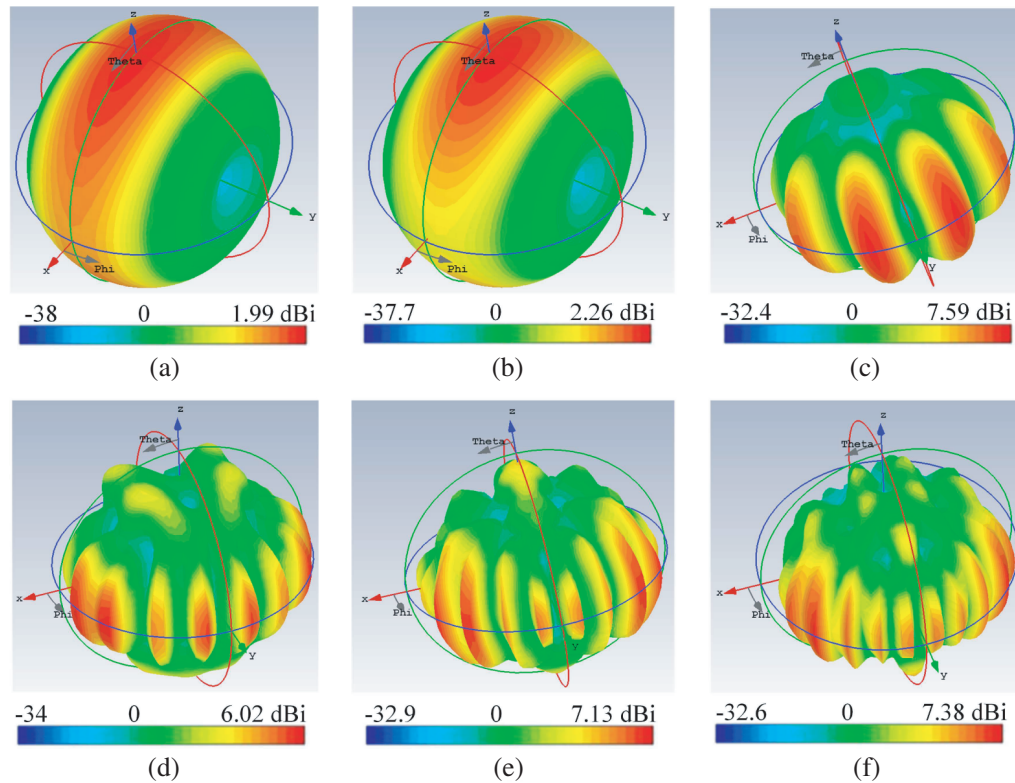 z
Theta
y
x
Phi
-38 0 1.99 dBi
(a)
z
Theta
y
x
Phi
-37.7 0 2.26 dBi
(b)
z
Theta
x
Phi
y
-32.4 0 7.59 dBi
(c)
z
Theta
x
Phi
y
-34 0 6.02 dBi
(d)
z
Theta
x
Phi
y
-32.9 0 7.13 dBi
(e)
z
Theta
x
Phi
y
-32.6 0 7.38 dBi
(f)